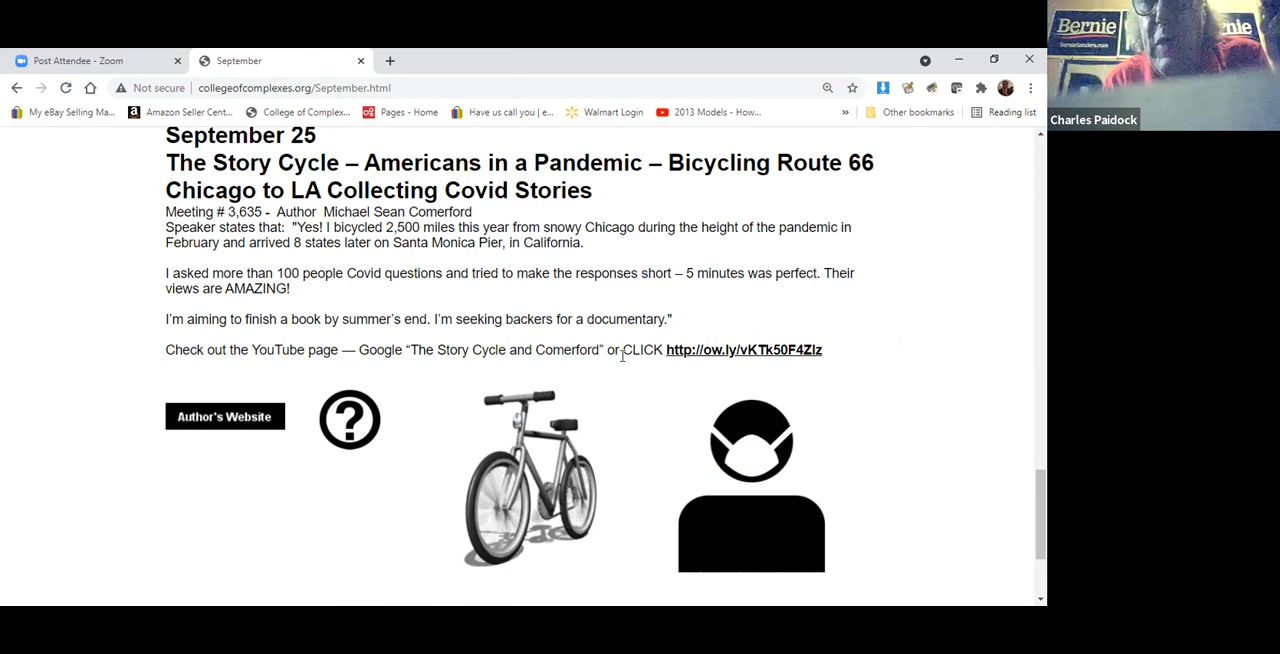 Post Attendee - Zoom
September
Not secure
collegeofcomplexes.org/September.html
My eBay Selling Ma...
Amazon Seller Cent...
College of Complex...
Pages - Home
Have us call you | e...
Walmart Login
2013 Models - How...
»
Other bookmarks
Reading list
September 25
The Story Cycle – Americans in a Pandemic – Bicycling Route 66
Chicago to LA Collecting Covid Stories
Meeting # 3,635 - Author Michael Sean Comerford
Speaker states that: "Yes! I bicycled 2,500 miles this year from snowy Chicago during the height of the pandemic in
February and arrived 8 states later on Santa Monica Pier, in California.
I asked more than 100 people Covid questions and tried to make the responses short – 5 minutes was perfect. Their
views are AMAZING!
I'm aiming to finish a book by summer's end. I'm seeking backers for a documentary."
Check out the YouTube page — Google “The Story Cycle and Comerford” or CLICK http://ow.ly/vKTk50F4Zlz
Author's Website
?
Bernie
berniesanders.com
nie
Charles Paidock